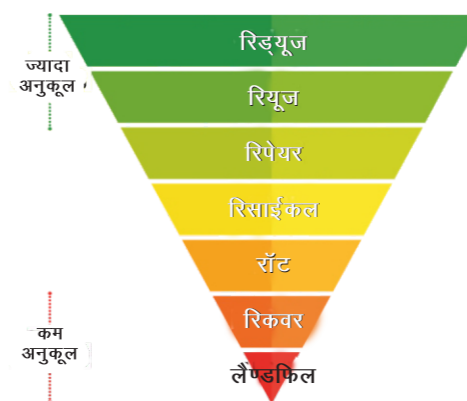 रिड्यूज
ज्यादा
अनुकूल
रियूज
रिपेयर
रिसाईकल
रॉट
रिकवर
कम
अनुकूल
लैण्डफिल